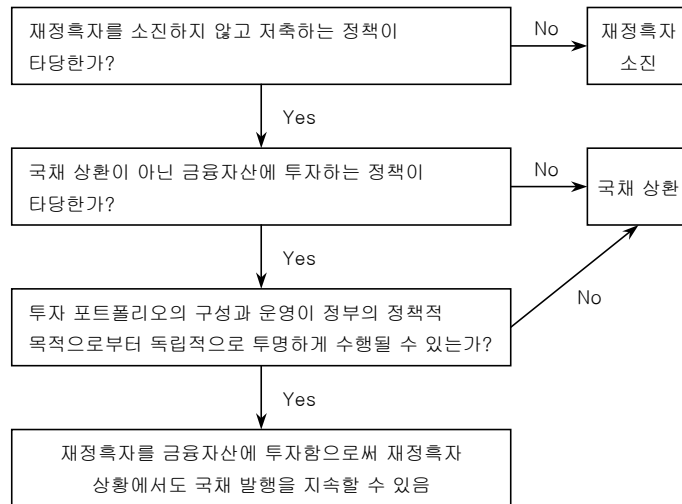 재정흑자를 소진하지 않고 저축하는 정책이
타당한가?
No
재정흑자
소진
Yes
국채 상환이 아닌 금융자산에 투자하는 정책이
타당한가?
No
국채 상환
Yes
투자 포트폴리오의 구성과 운영이 정부의 정책적
목적으로부터 독립적으로 투명하게 수행될 수 있는가?
No
Yes
재정흑자를 금융자산에 투자함으로써 재정흑자
상황에서도 국채 발행을 지속할 수 있음